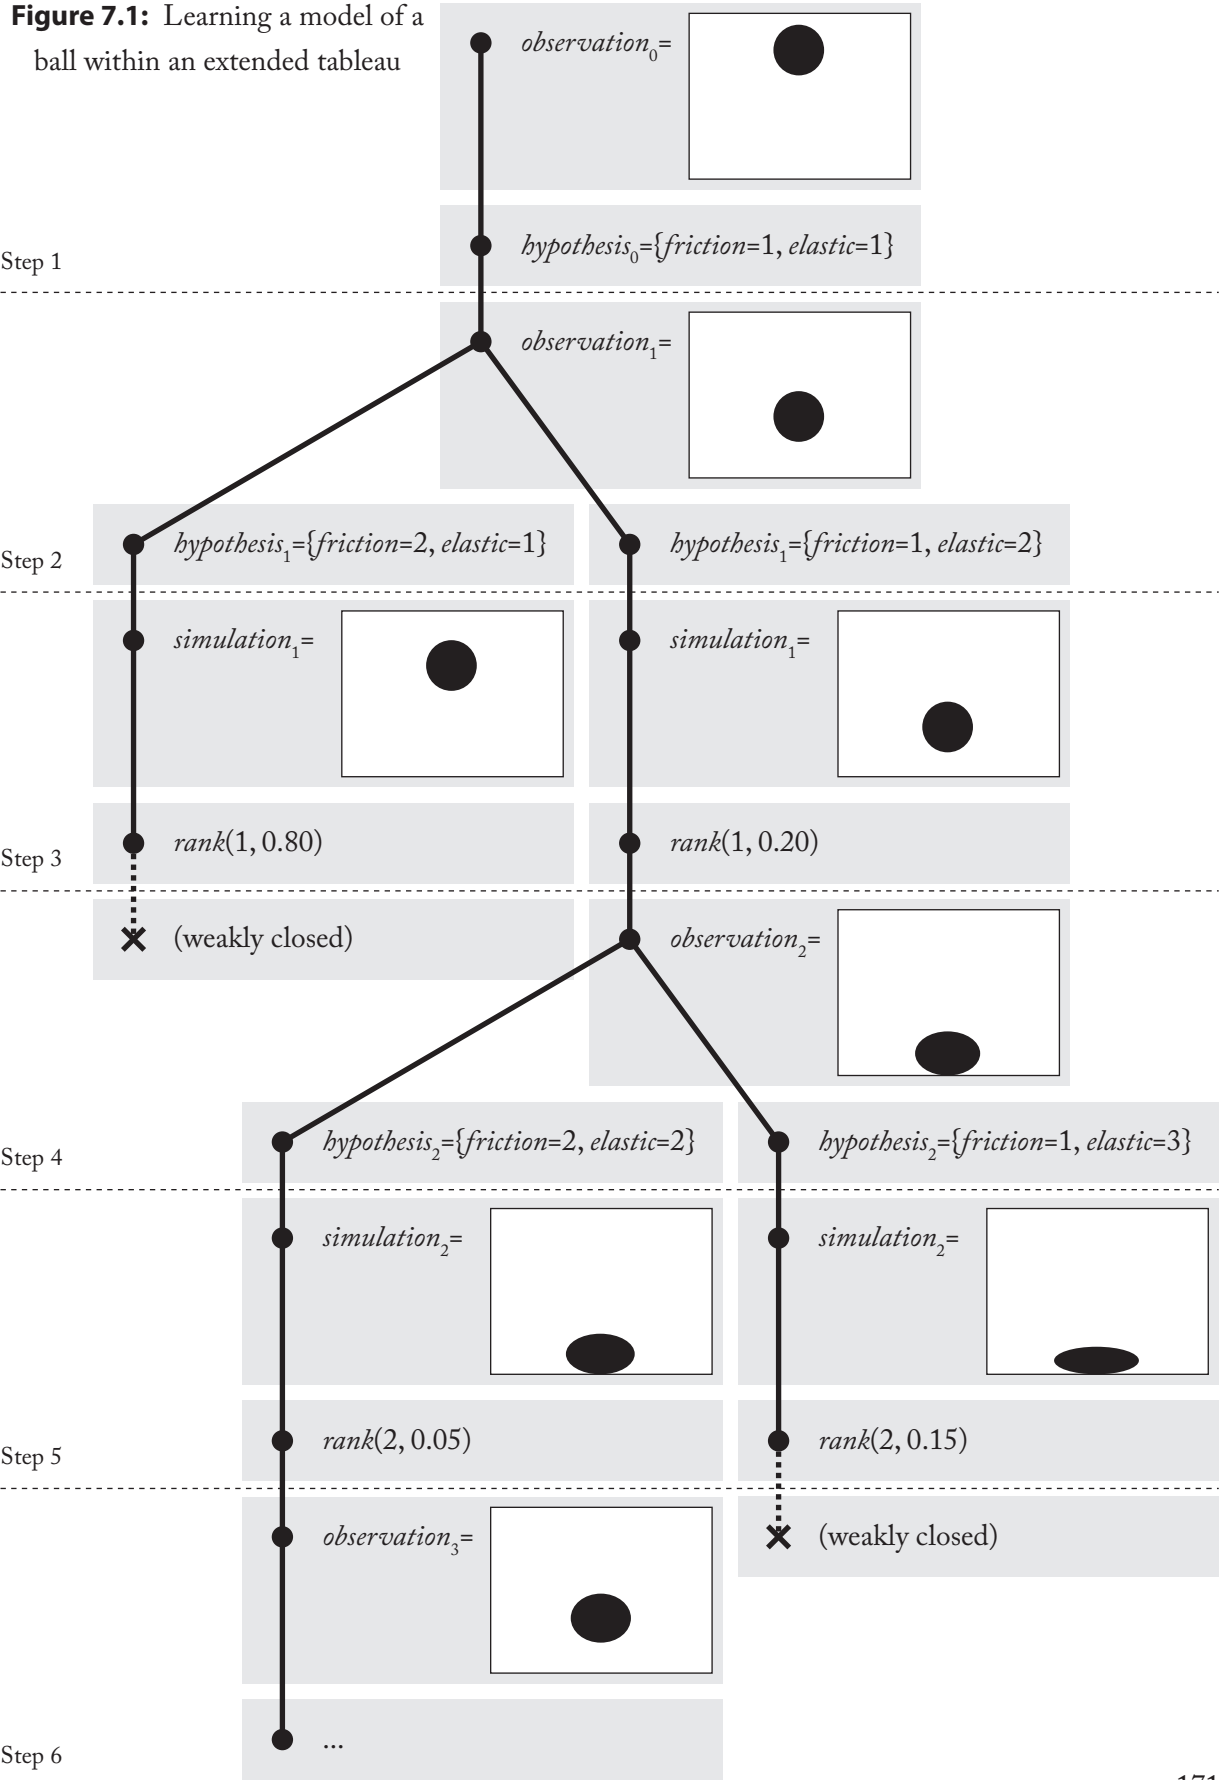 Figure 7.1: Learning a model of a
ball within an extended tableau
observation₀=
Step 1
hypothesis₀={friction=1, elastic=1}
observation₁=
Step 2
hypothesis₁={friction=2, elastic=1}
hypothesis₁={friction=1, elastic=2}
simulation₁=
simulation₁=
Step 3
rank(1, 0.80)
rank(1, 0.20)
(weakly closed)
observation₂=
Step 4
hypothesis₂={friction=2, elastic=2}
hypothesis₂={friction=1, elastic=3}
simulation₂=
simulation₂=
Step 5
rank(2, 0.05)
rank(2, 0.15)
observation₃=
(weakly closed)
Step 6
...